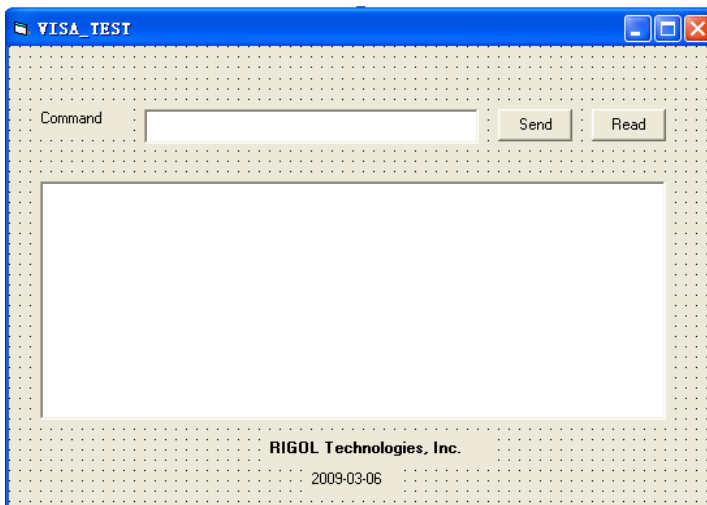 VISA_TEST
Command Send Read
RIGOL Technologies, Inc.
2009-03-06